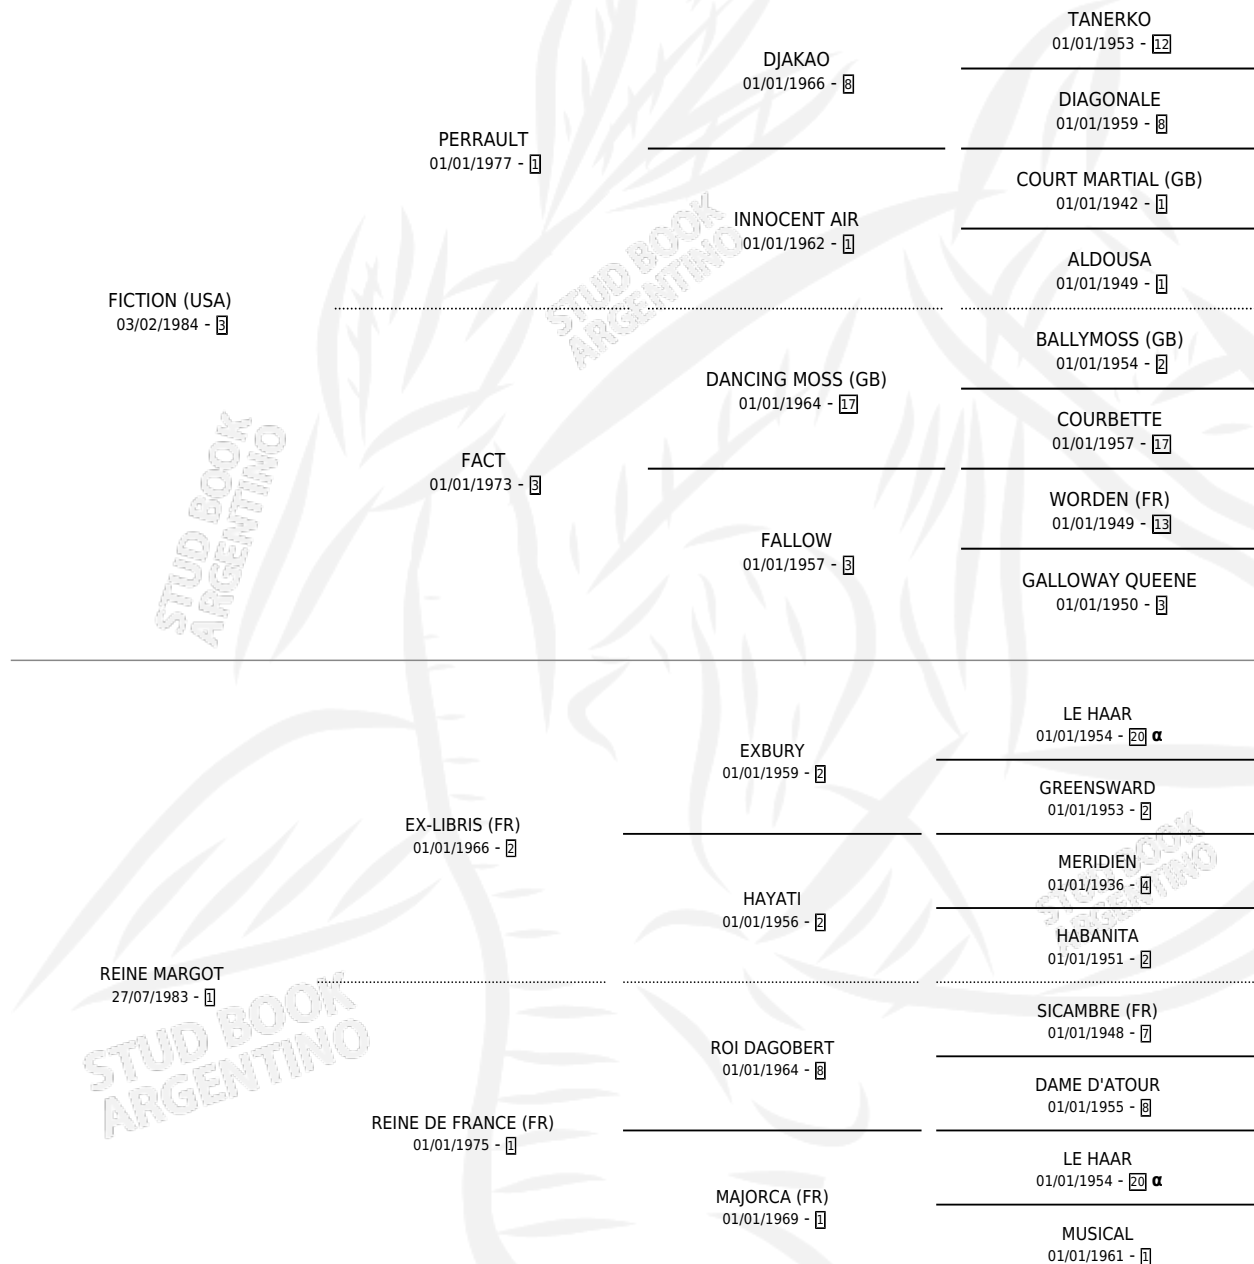 TANERKO
01/01/1953 - 12
DJAKAO
01/01/1966 - 8
DIAGONALE
01/01/1959 - 8
PERRAULT
01/01/1977 - 1
COURT MARTIAL (GB)
01/01/1942 - 1
INNOCENT AIR
01/01/1962 - 1
ALDOUSA
01/01/1949 - 1
FICTION (USA)
03/02/1984 - 3
STUD BOOK
ARGENTINO
BALLYMOSS (GB)
01/01/1954 - 2
DANCING MOSS (GB)
01/01/1964 - 17
COURBETTE
01/01/1957 - 17
FACT
01/01/1973 - 3
STUD BOOK
ARGENTINO
WORDEN (FR)
01/01/1949 - 13
FALLOW
01/01/1957 - 3
GALLOWAY QUEENE
01/01/1950 - 3
LE HAAR
01/01/1954 - 20 α
EXBURY
01/01/1959 - 2
GREENSWARD
01/01/1953 - 2
EX-LIBRIS (FR)
01/01/1966 - 2
STUD BOOK
ARGENTINO
MERIDIEN
01/01/1936 - 4
HAYATI
01/01/1956 - 2
HABANITA
01/01/1951 - 2
REINE MARGOT
27/07/1983 - 1
STUD BOOK
ARGENTINO
SICAMBRE (FR)
01/01/1948 - 7
ROI DAGOBERT
01/01/1964 - 8
DAME D'ATOUR
01/01/1955 - 8
REINE DE FRANCE (FR)
01/01/1975 - 1
LE HAAR
01/01/1954 - 20 α
MAJORCA (FR)
01/01/1969 - 1
MUSICAL
01/01/1961 - 1